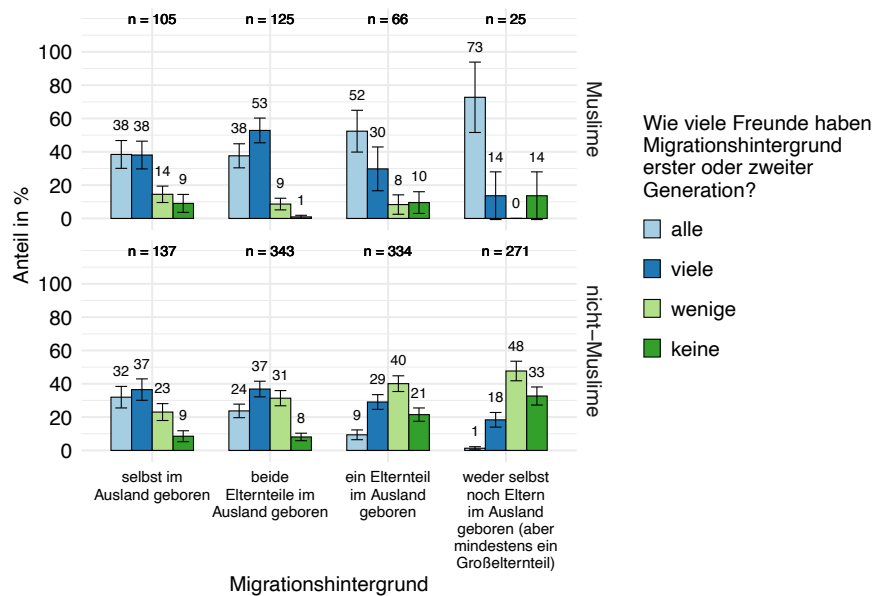 n = 105
n = 125
n = 66
n = 25
100
80
60
40
20
0
38
38
14
9
38
53
9
1
52
30
8
10
73
14
0
14
Muslime
Anteil in %
n = 137
n = 343
n = 334
n = 271
100
80
60
40
20
0
32
37
23
9
24
37
31
8
9
29
40
21
1
18
48
33
nicht−Muslime
selbst im
Ausland geboren
beide
Elternteile im
Ausland geboren
ein Elternteil
im Ausland
geboren
weder selbst
noch Eltern
im Ausland
geboren (aber
mindestens ein
Großelternteil)
Migrationshintergrund
Wie viele Freunde haben
Migrationshintergrund
erster oder zweiter
Generation?
alle
viele
wenige
keine